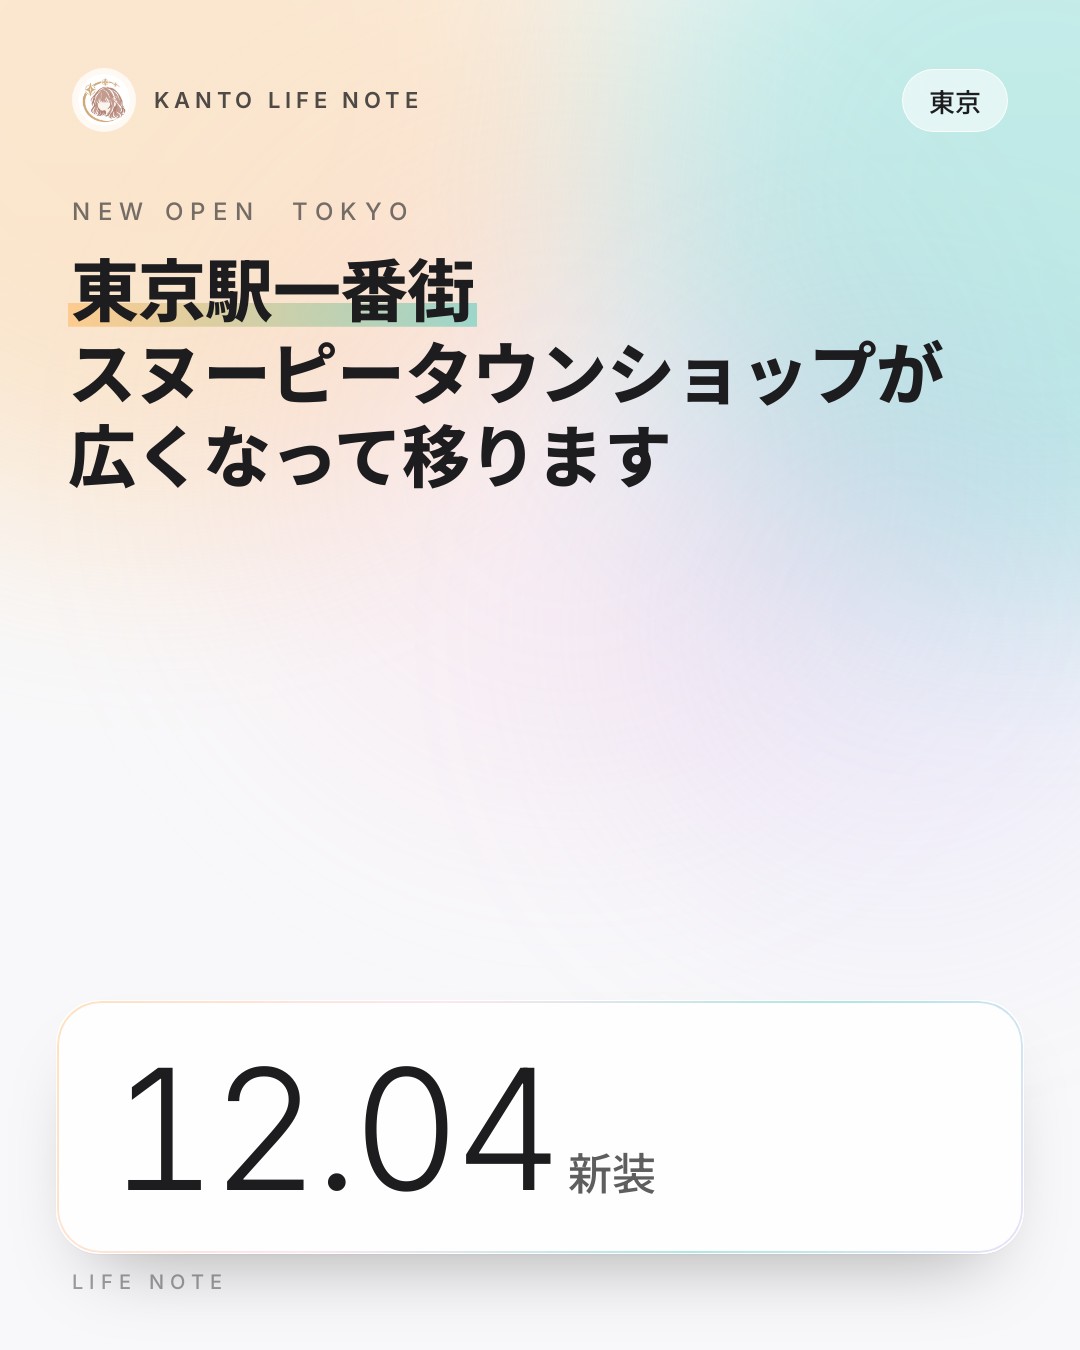 KANTO LIFE NOTE
東京
NEW OPEN TOKYO
東京駅一番街
スヌーピータウンショップが
広くなって移ります
12.04 新装
LIFE NOTE